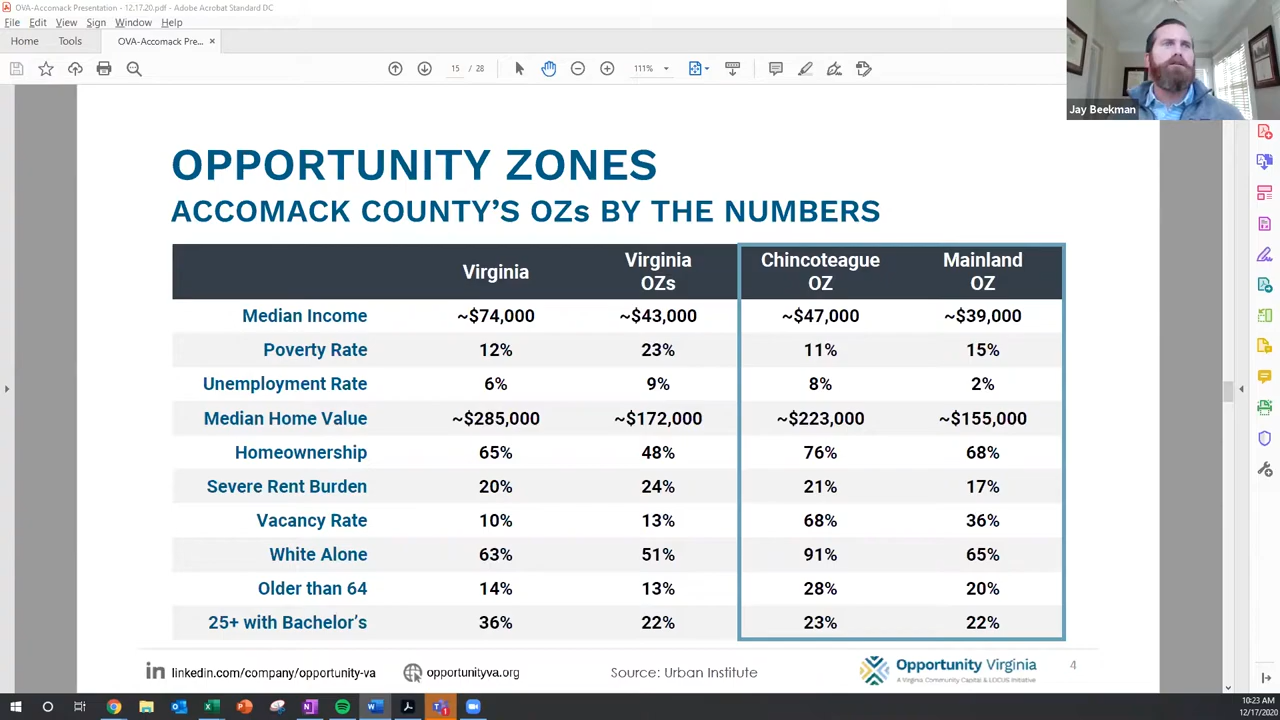 OVA-Accomack Presentation - 12.17.20.pdf - Adobe Acrobat Standard DC
File Edit View Sign Window Help
Home Tools OVA-Accomack Pre... ×
15 / 28 111%
Jay Beekman
OPPORTUNITY ZONES
ACCOMACK COUNTY'S OZs BY THE NUMBERS
Virginia Virginia OZs Chincoteague OZ Mainland OZ
Median Income ~$74,000 ~$43,000 ~$47,000 ~$39,000
Poverty Rate 12% 23% 11% 15%
Unemployment Rate 6% 9% 8% 2%
Median Home Value ~$285,000 ~$172,000 ~$223,000 ~$155,000
Homeownership 65% 48% 76% 68%
Severe Rent Burden 20% 24% 21% 17%
Vacancy Rate 10% 13% 68% 36%
White Alone 63% 51% 91% 65%
Older than 64 14% 13% 28% 20%
25+ with Bachelor's 36% 22% 23% 22%
linkedin.com/company/opportunity-va opportunityva.org Source: Urban Institute Opportunity Virginia 4
A Virginia Community Capital & LOCUS Initiative
10:23 AM
12/17/2020